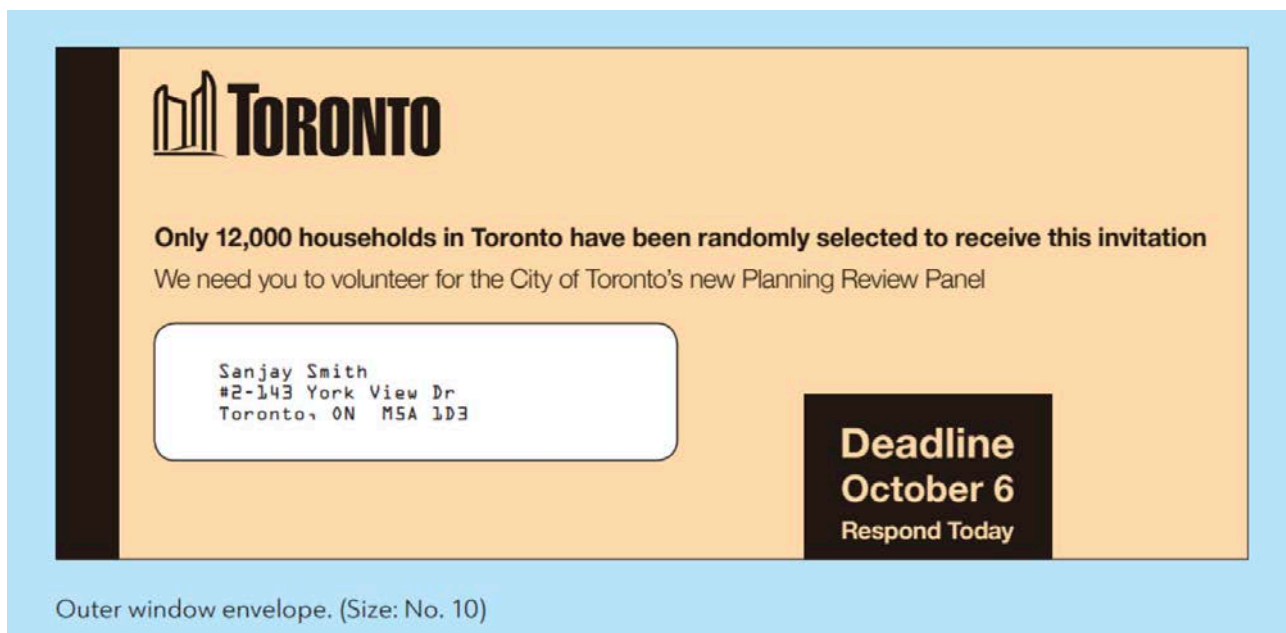 TORONTO
Only 12,000 households in Toronto have been randomly selected to receive this invitation
We need you to volunteer for the City of Toronto's new Planning Review Panel
Sanjay Smith
#2-143 York View Dr
Toronto, ON  M5A 1D3
Deadline
October 6
Respond Today
Outer window envelope. (Size: No. 10)